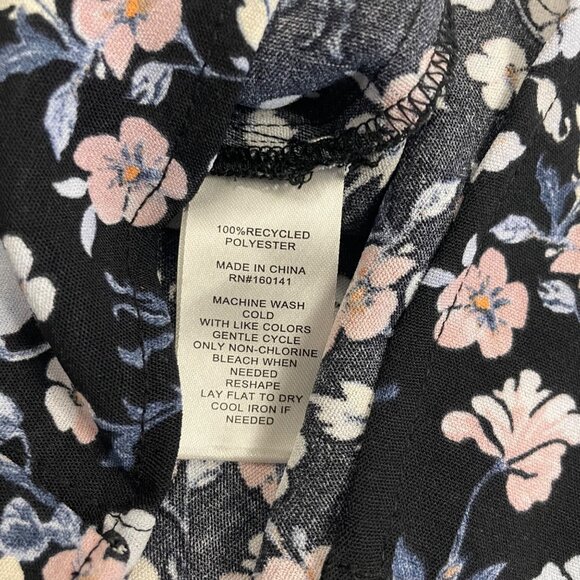 100%RECYCLED
POLYESTER
MADE IN CHINA
RN#160141
MACHINE WASH
COLD
WITH LIKE COLORS
GENTLE CYCLE
ONLY NON-CHLORINE
BLEACH WHEN
NEEDED
RESHAPE
LAY FLAT TO DRY
COOL IRON IF
NEEDED